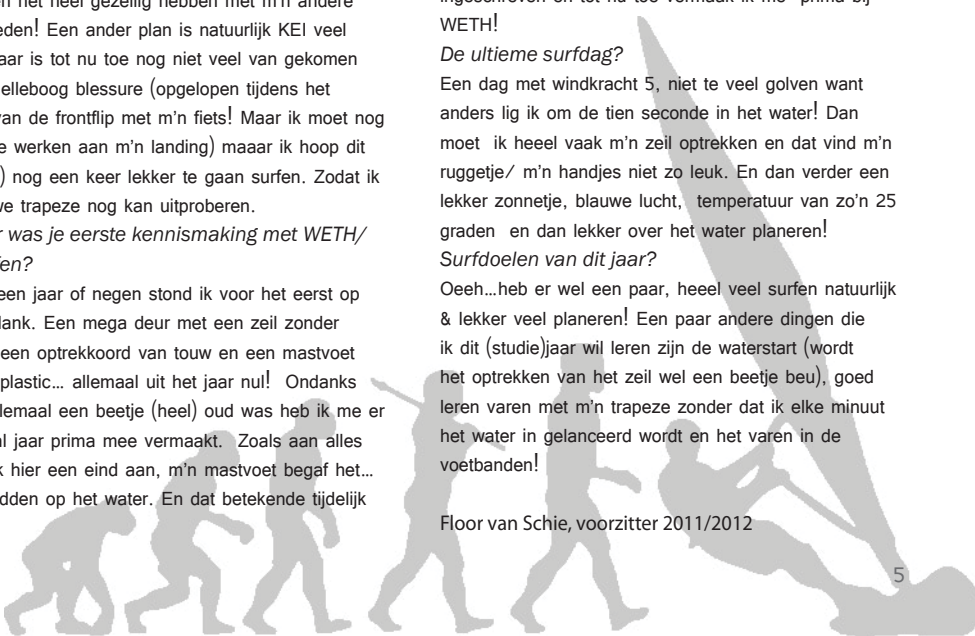 en het heel gezellig hebben met m'n andere
eden! Een ander plan is natuurlijk KEI veel
aar is tot nu toe nog niet veel van gekomen
elleboog blessure (opgelopen tijdens het
van de frontflip met m'n fiets! Maar ik moet nog
e werken aan m'n landing) maaar ik hoop dit
) nog een keer lekker te gaan surfen. Zodat ik
we trapeze nog kan uitproberen.
r was je eerste kennismaking met WETH/
fen?
een jaar of negen stond ik voor het eerst op
lank. Een mega deur met een zeil zonder
een optrekkoord van touw en een mastvoet
plastic... allemaal uit het jaar nul! Ondanks
lemaal een beetje (heel) oud was heb ik me er
al jaar prima mee vermaakt. Zoals aan alles
k hier een eind aan, m'n mastvoet begaf het...
dden op het water. En dat betekende tijdelijk
ingeschreven en tot nu toe vermaak ik me prima bij
WETH!
De ultieme surfdag?
Een dag met windkracht 5, niet te veel golven want
anders lig ik om de tien seconde in het water! Dan
moet ik heeel vaak m'n zeil optrekken en dat vind m'n
ruggetje/ m'n handjes niet zo leuk. En dan verder een
lekker zonnetje, blauwe lucht, temperatuur van zo'n 25
graden en dan lekker over het water planeren!
Surfdoelen van dit jaar?
Oeeh...heb er wel een paar, heeel veel surfen natuurlijk
& lekker veel planeren! Een paar andere dingen die
ik dit (studie)jaar wil leren zijn de waterstart (wordt
het optrekken van het zeil wel een beetje beu), goed
leren varen met m'n trapeze zonder dat ik elke minuut
het water in gelanceerd wordt en het varen in de
voetbanden!
Floor van Schie, voorzitter 2011/2012
5